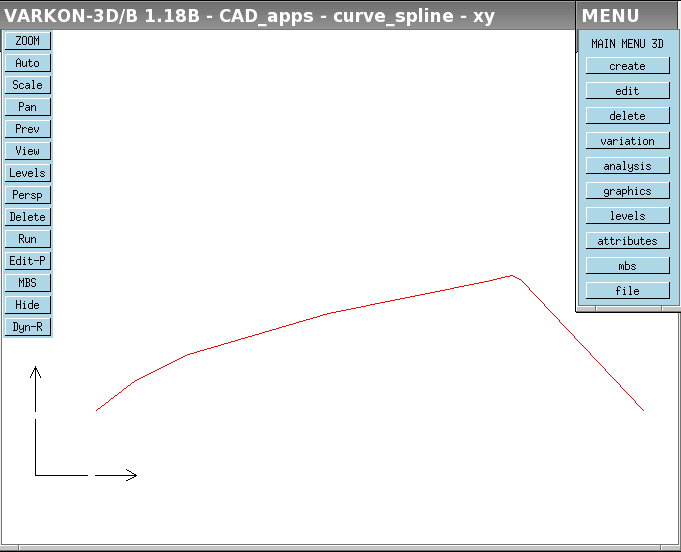 VARKON-3D/B 1.18B - CAD_apps - curve_spline - xy
ZOOM
Auto
Scale
Pan
Prev
View
Levels
Persp
Delete
Run
Edit-P
MBS
Hide
Dyn-R
MENU
MAIN MENU 3D
create
edit
delete
variation
analysis
graphics
levels
attributes
mbs
file